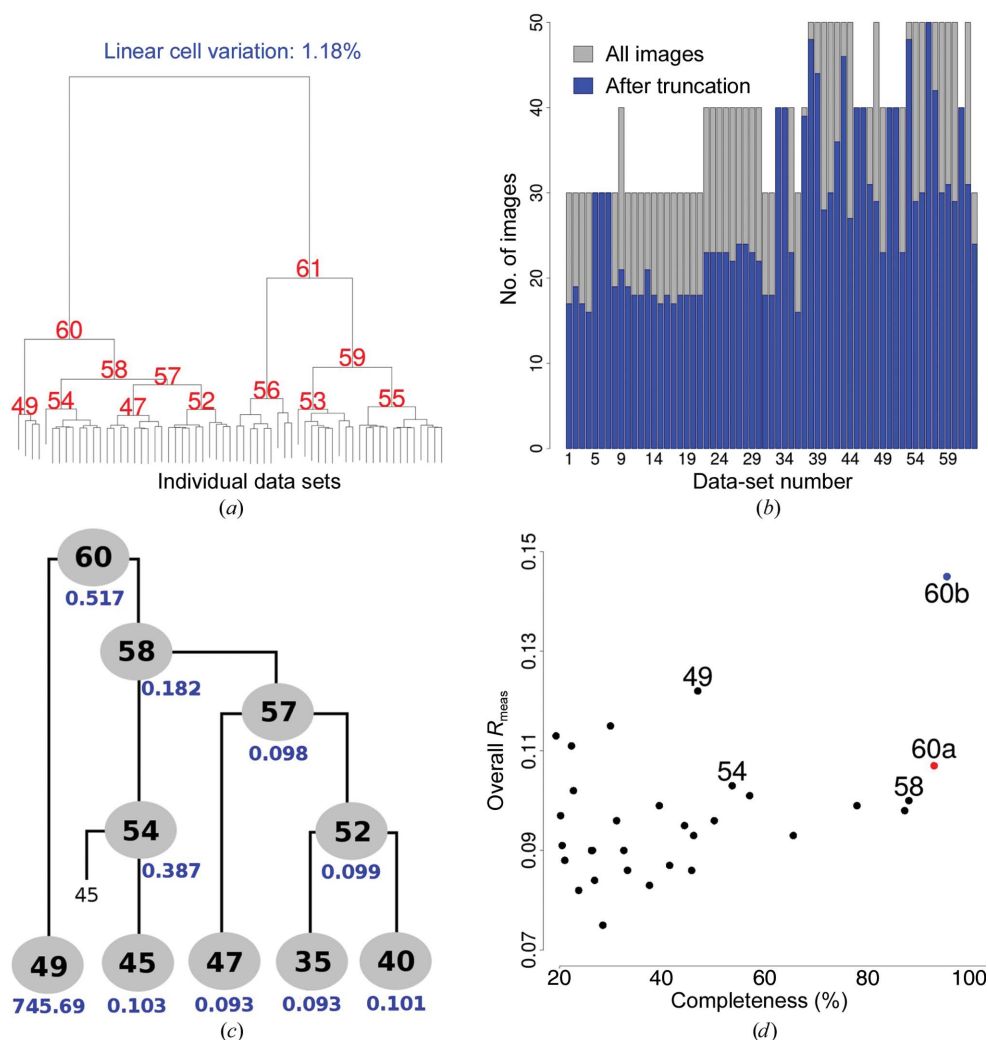 Linear cell variation: 1.18%
61
60
59
58
57
56
55
54
53
52
49
47
Individual data sets
(a)
50
40
30
20
10
0
No. of images
All images
After truncation
1 5 9 14 19 24 29 34 39 44 49 54 59
Data-set number
(b)
60
0.517
58
0.182
57
0.098
54
0.387
52
0.099
45
49 45 47 35 40
745.69 0.103 0.093 0.093 0.101
(c)
0.15
0.13
0.11
0.09
0.07
Overall Rmeas
60b
49
60a
54
58
20 40 60 80 100
Completeness (%)
(d)